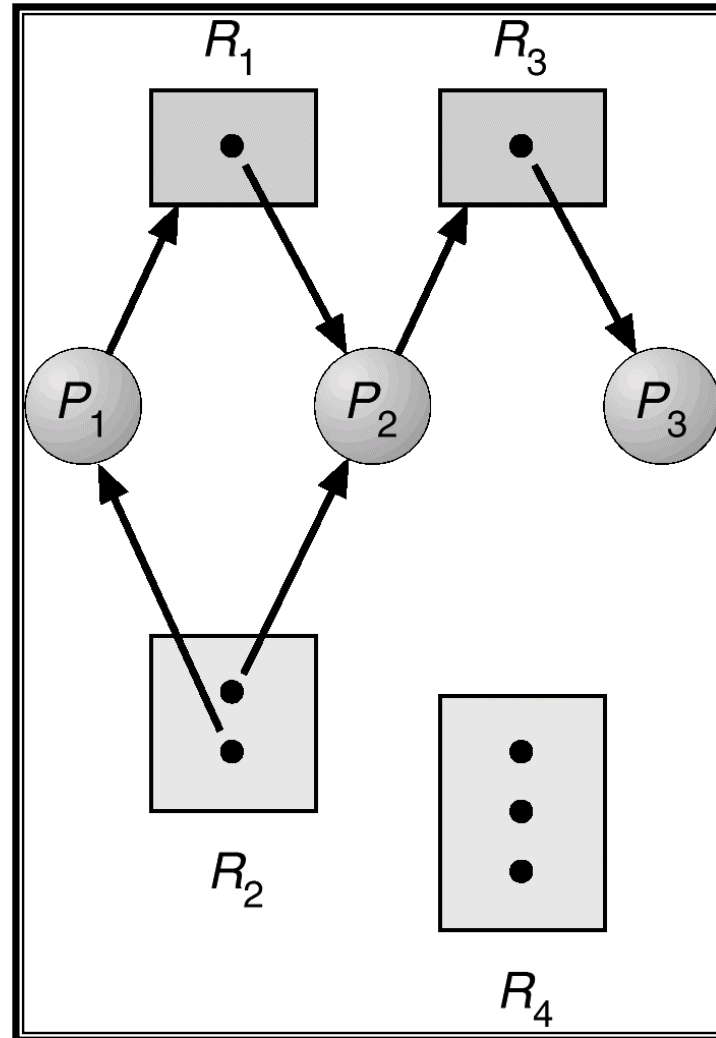 R₁ R₃
P₁ P₂ P₃
R₂
R₄